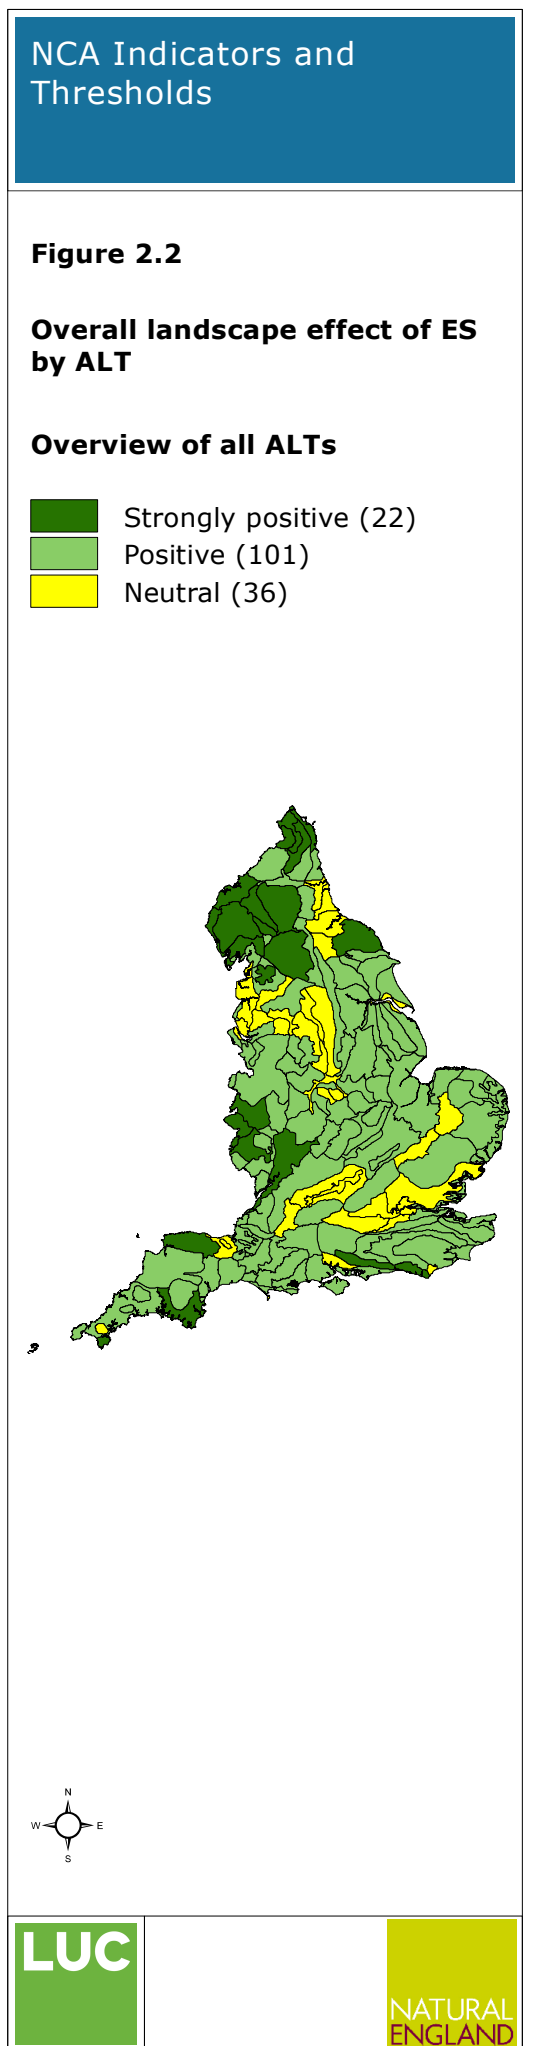 NCA Indicators and
Thresholds
Figure 2.2
Overall landscape effect of ES
by ALT
Overview of all ALTs
Strongly positive (22)
Positive (101)
Neutral (36)
N
W
E
S
LUC
NATURAL
ENGLAND